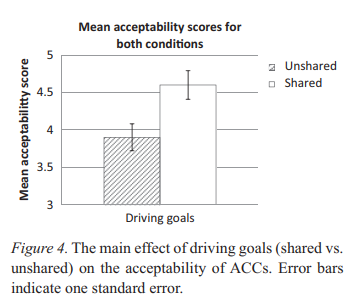 Mean acceptability scores for
both conditions
Mean acceptabilitty score
5
4.5
4
3.5
3
Unshared
Shared
Driving goals
Figure 4. The main effect of driving goals (shared vs.
unshared) on the acceptability of ACCs. Error bars
indicate one standard error.